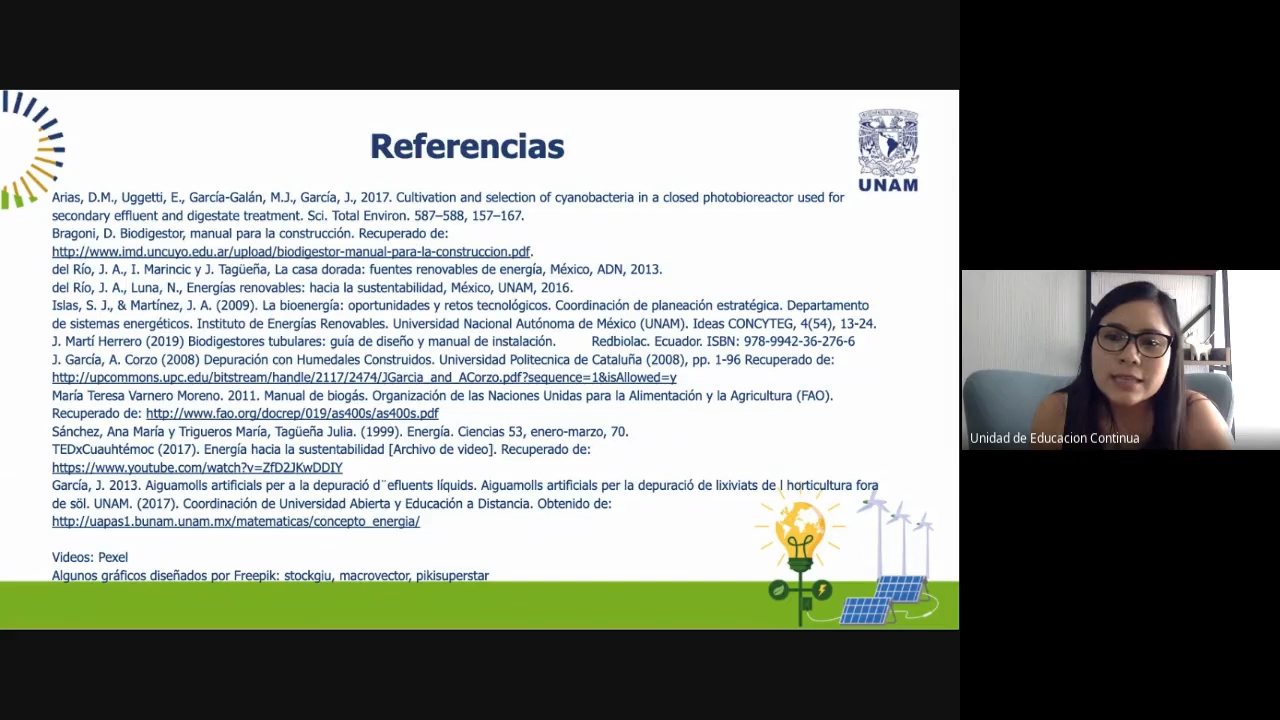 Referencias
UNAM
Arias, D.M., Uggetti, E., García-Galán, M.J., García, J., 2017. Cultivation and selection of cyanobacteria in a closed photobioreactor used for
secondary effluent and digestate treatment. Sci. Total Environ. 587–588, 157–167.
Bragoni, D. Biodigestor, manual para la construcción. Recuperado de:
http://www.imd.uncuyo.edu.ar/upload/biodigestor-manual-para-la-construccion.pdf.
del Río, J. A., I. Marincic y J. Tagüeña, La casa dorada: fuentes renovables de energía, México, ADN, 2013.
del Río, J. A., Luna, N., Energías renovables: hacia la sustentabilidad, México, UNAM, 2016.
Islas, S. J., & Martínez, J. A. (2009). La bioenergía: oportunidades y retos tecnológicos. Coordinación de planeación estratégica. Departamento
de sistemas energéticos. Instituto de Energías Renovables. Universidad Nacional Autónoma de México (UNAM). Ideas CONCYTEG, 4(54), 13-24.
J. Martí Herrero (2019) Biodigestores tubulares: guía de diseño y manual de instalación. Redbiolac. Ecuador. ISBN: 978-9942-36-276-6
J. García, A. Corzo (2008) Depuración con Humedales Construidos. Universidad Politecnica de Cataluña (2008), pp. 1-96 Recuperado de:
http://upcommons.upc.edu/bitstream/handle/2117/2474/JGarcia_and_ACorzo.pdf?sequence=1&isAllowed=y
María Teresa Varnero Moreno. 2011. Manual de biogás. Organización de las Naciones Unidas para la Alimentación y la Agricultura (FAO).
Recuperado de: http://www.fao.org/docrep/019/as400s/as400s.pdf
Sánchez, Ana María y Trigueros María, Tagüeña Julia. (1999). Energía. Ciencias 53, enero-marzo, 70.
TEDxCuauhtémoc (2017). Energía hacia la sustentabilidad [Archivo de video]. Recuperado de:
https://www.youtube.com/watch?v=ZfD2JKwDDIY
García, J. 2013. Aiguamolls artificials per a la depuració d¨efluents líquids. Aiguamolls artificials per la depuració de lixiviats de l horticultura fora
de söl. UNAM. (2017). Coordinación de Universidad Abierta y Educación a Distancia. Obtenido de:
http://uapas1.bunam.unam.mx/matematicas/concepto_energia/
Videos: Pexel
Algunos gráficos diseñados por Freepik: stockgiu, macrovector, pikisuperstar
Unidad de Educacion Continua